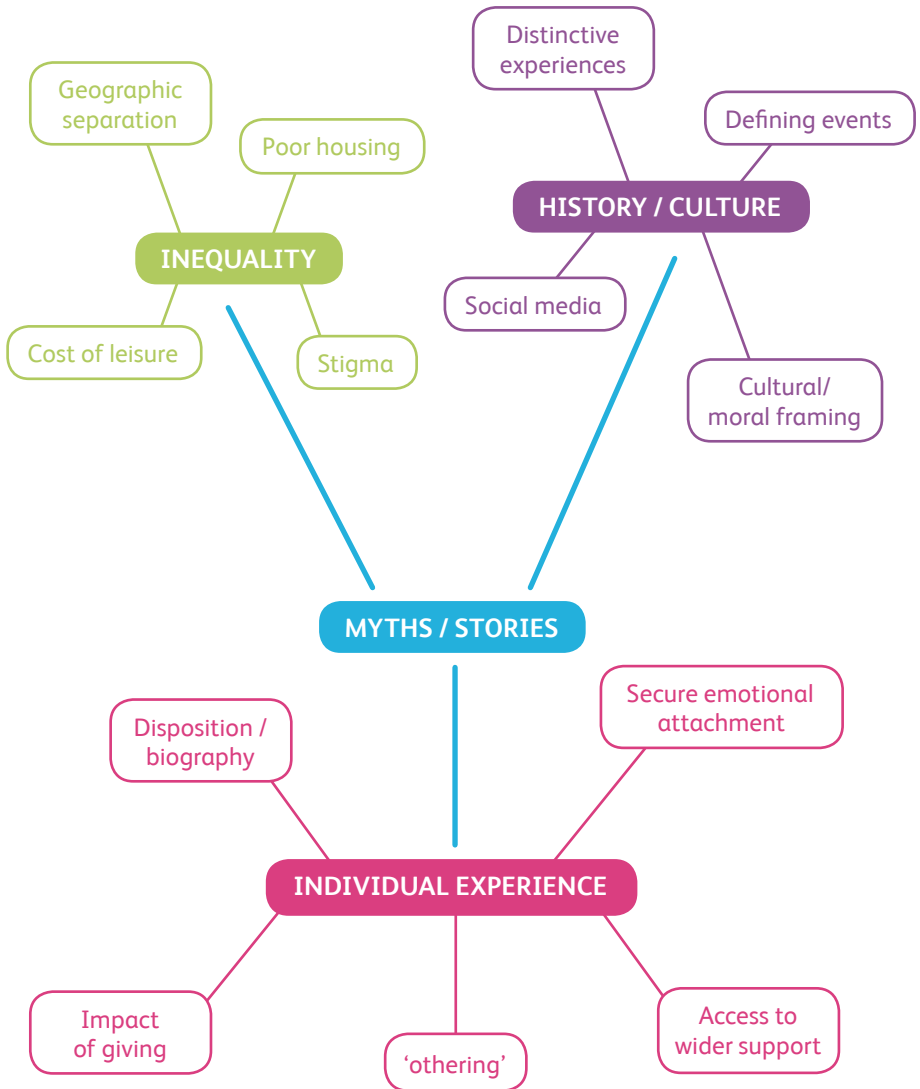 Distinctive
experiences
Geographic
separation
Defining events
Poor housing
HISTORY / CULTURE
INEQUALITY
Social media
Cost of leisure
Stigma
Cultural/
moral framing
MYTHS / STORIES
Secure emotional
attachment
Disposition /
biography
INDIVIDUAL EXPERIENCE
Impact
of giving
'othering'
Access to
wider support